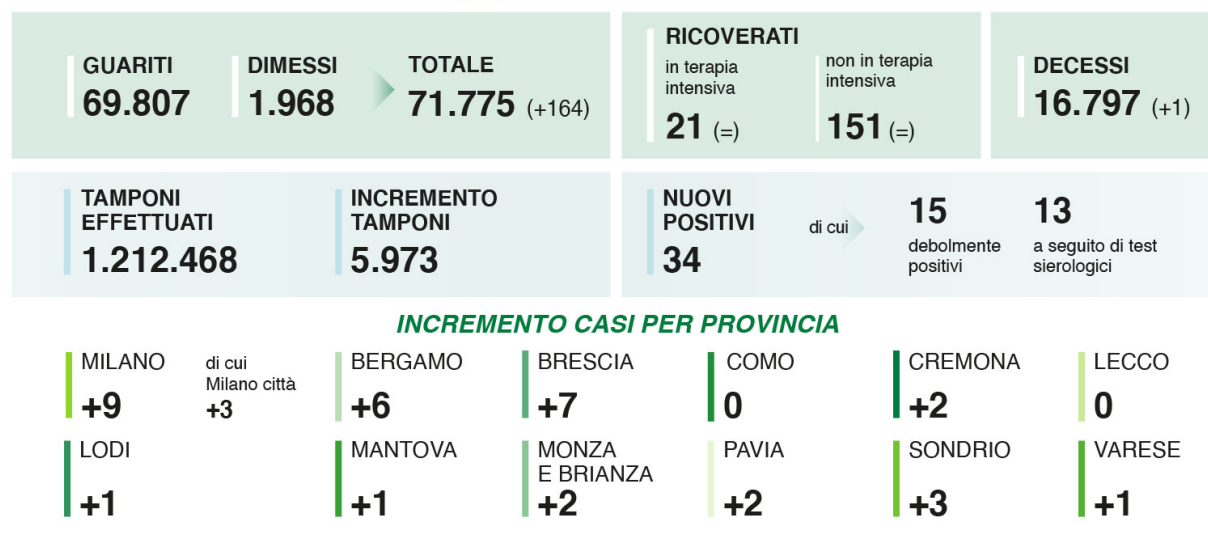 GUARITI
69.807
DIMESSI
1.968
TOTALE
71.775 (+164)
RICOVERATI
in terapia
intensiva
21 (=)
non in terapia
intensiva
151 (=)
DECESSI
16.797 (+1)
TAMPONI
EFFETTUATI
1.212.468
INCREMENTO
TAMPONI
5.973
NUOVI
POSITIVI
34
di cui
15
debolmente
positivi
13
a seguito di test
sierologici
INCREMENTO CASI PER PROVINCIA
MILANO
+9
di cui
Milano città
+3
BERGAMO
+6
BRESCIA
+7
COMO
0
CREMONA
+2
LECCO
0
LODI
+1
MANTOVA
+1
MONZA
E BRIANZA
+2
PAVIA
+2
SONDRIO
+3
VARESE
+1